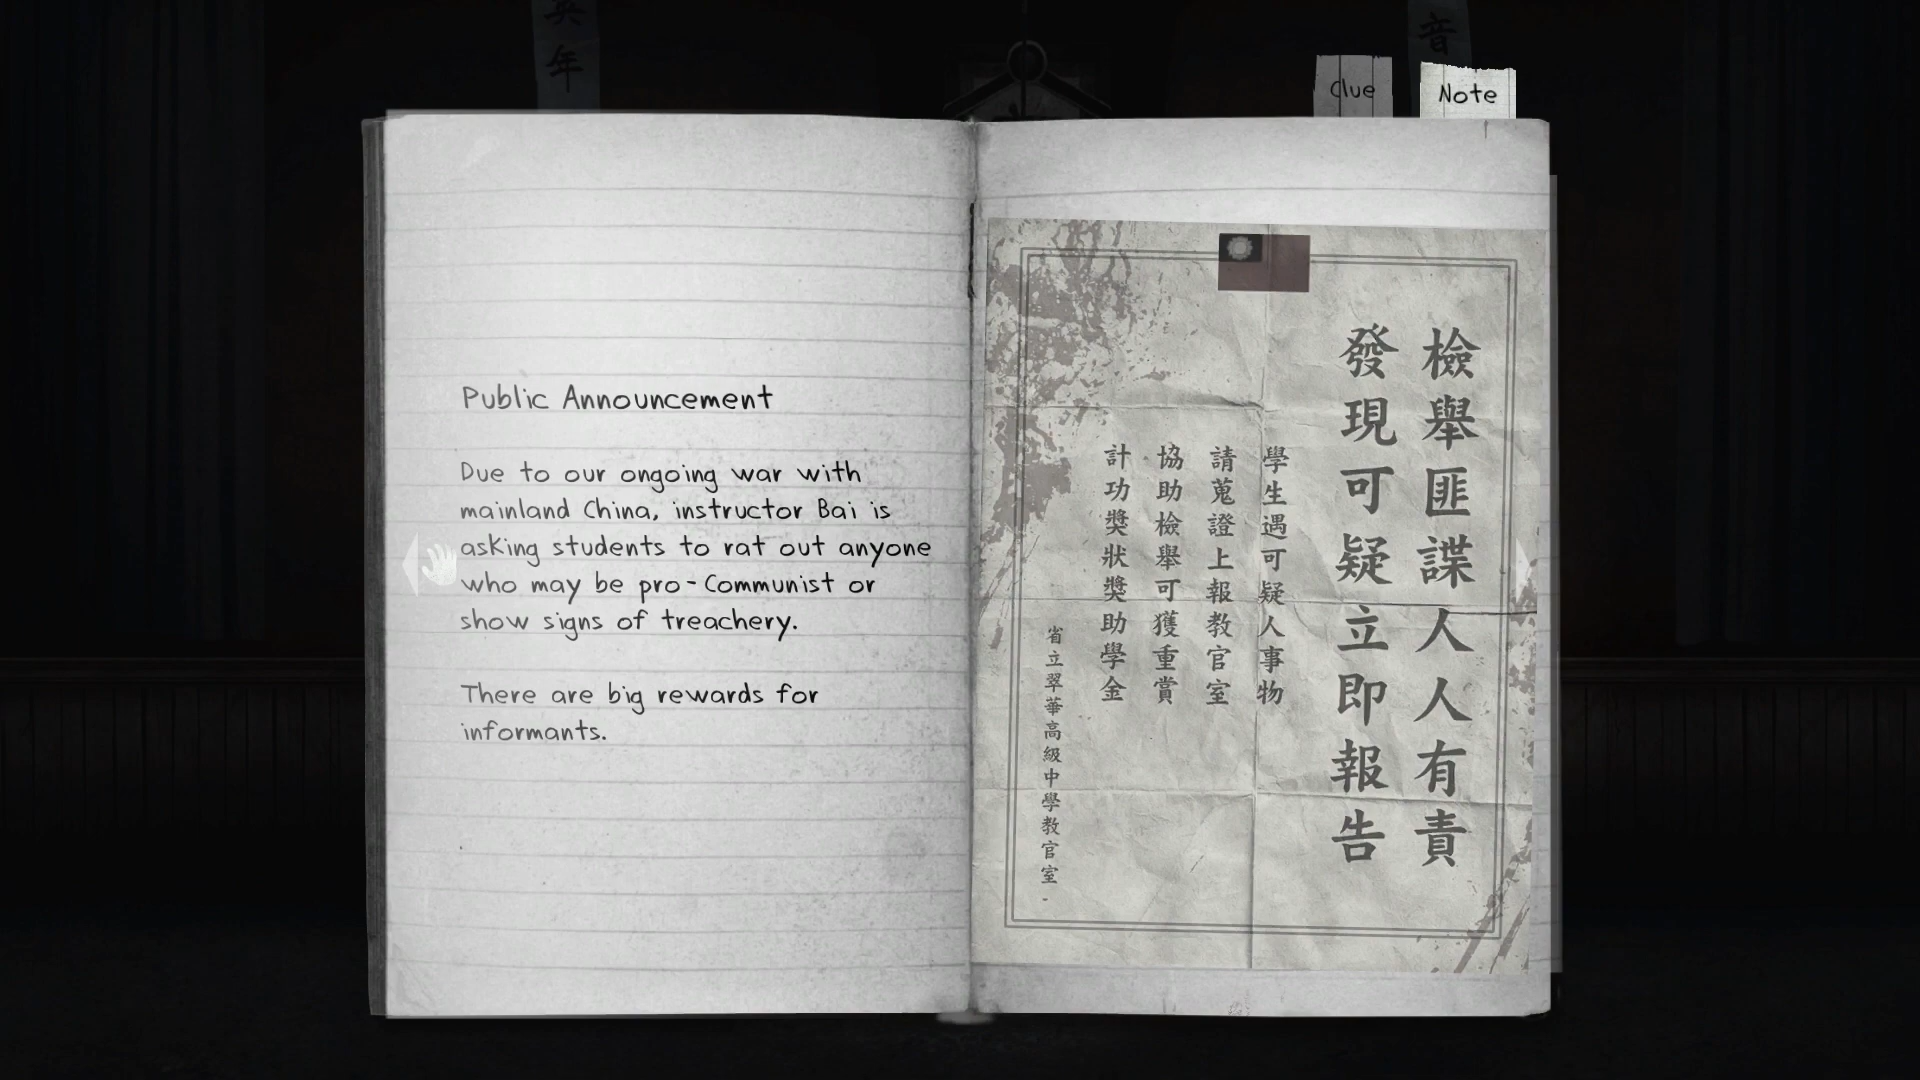 英年
音
Clue
Note
Public Announcement
Due to our ongoing war with
mainland China, instructor Bai is
asking students to rat out anyone
who may be pro-Communist or
show signs of treachery.
There are big rewards for
informants.
檢舉匪諜人人有責
發現可疑立即報告
學生遇可疑人事物
請蒐證上報教官室
協助檢舉可獲重賞
計功獎狀獎助學金
省立翠華高級中學教官室